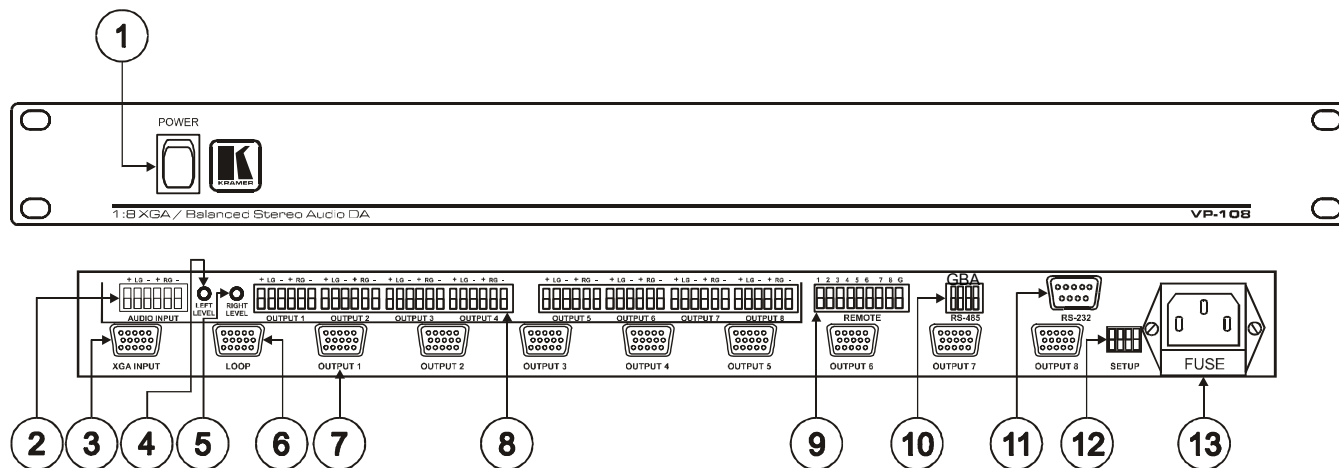 1
POWER
KRAMER
1:8 XGA / Balanced Stereo Audio DA
VP-108
+ LG - + RG -
+ LG - + RG - + LG - + RG - + LG - + RG - + LG - + RG -
+ LG - + RG - + LG - + RG - + LG - + RG - + LG - + RG -
1 2 3 4 5 6 7 8 G
GBA
AUDIO INPUT
LEFT LEVEL
RIGHT LEVEL
OUTPUT 1 OUTPUT 2 OUTPUT 3 OUTPUT 4
OUTPUT 5 OUTPUT 6 OUTPUT 7 OUTPUT 8
REMOTE
RS-485
RS-232
XGA INPUT
LOOP
OUTPUT 1
OUTPUT 2
OUTPUT 3
OUTPUT 4
OUTPUT 5
OUTPUT 6
OUTPUT 7
OUTPUT 8
SETUP
FUSE
2 3 4 5 6 7 8 9 10 11 12 13